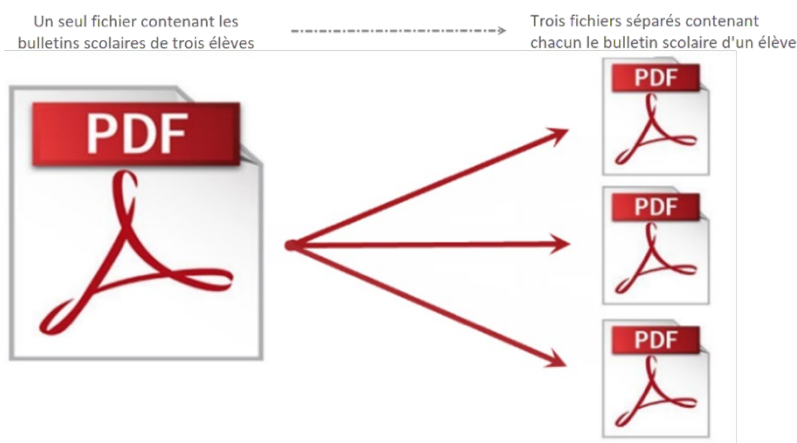 Un seul fichier contenant les
bulletins scolaires de trois élèves
Trois fichiers séparés contenant
chacun le bulletin scolaire d'un élève
PDF
PDF
PDF
PDF